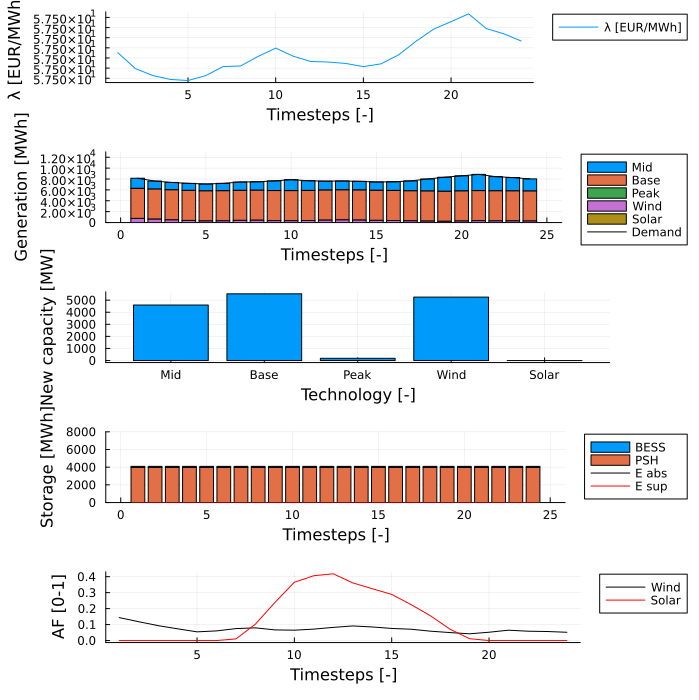 λ [EUR/MWh]
5.750×10¹
5.750×10¹
5.750×10¹
5.750×10¹
5.750×10¹
5.750×10¹
5.750×10¹
5 10 15 20
Timesteps [-]
λ [EUR/MWh]
Generation [MWh]
1.20×10⁴
1.00×10⁴
8.00×10³
6.00×10³
4.00×10³
2.00×10³
0
0 5 10 15 20 25
Timesteps [-]
Mid
Base
Peak
Wind
Solar
Demand
New capacity [MW]
5000
4000
3000
2000
1000
0
Mid Base Peak Wind Solar
Technology [-]
Storage [MWh]
8000
6000
4000
2000
0
0 5 10 15 20 25
Timesteps [-]
BESS
PSH
E abs
E sup
AF [0-1]
0.4
0.3
0.2
0.1
0.0
5 10 15 20
Timesteps [-]
Wind
Solar